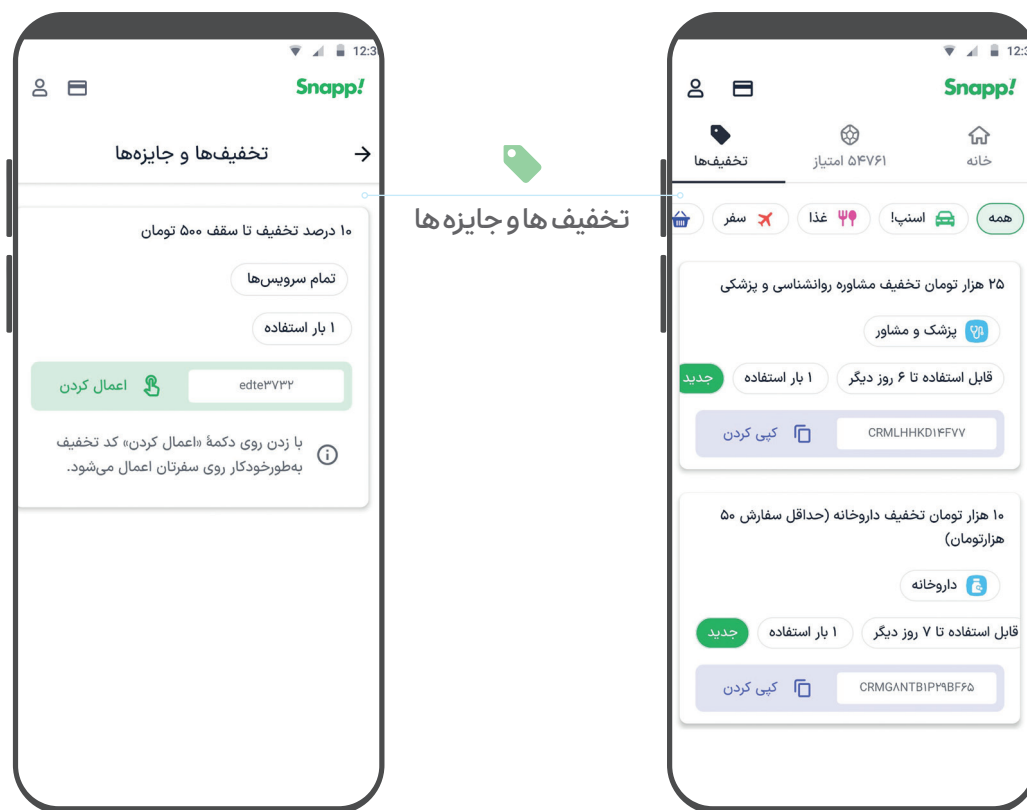 12:3
Snapp!
خانه
۵۴۷۶۱ امتیاز
تخفیف‌ها
همه
اسنپ!
غذا
سفر
۲۵ هزار تومان تخفیف مشاوره روانشناسی و پزشکی
پزشک و مشاور
قابل استفاده تا ۶ روز دیگر
۱ بار استفاده
جدید
CRMLHHKD۱۴F۷۷
کپی کردن
۱۰ هزار تومان تخفیف داروخانه (حداقل سفارش ۵۰
هزارتومان)
داروخانه
قابل استفاده تا ۷ روز دیگر
۱ بار استفاده
جدید
CRMG۸NTB۱P۲۹BF۶۵
کپی کردن
تخفیف ها و جایزه ها
12:3
Snapp!
تخفیف‌ها و جایزه‌ها
۱۰ درصد تخفیف تا سقف ۵۰۰ تومان
تمام سرویس‌ها
۱ بار استفاده
edte۳۷۳۲
اعمال کردن
با زدن روی دکمهٔ «اعمال کردن» کد تخفیف
به‌طورخودکار روی سفرتان اعمال می‌شود.